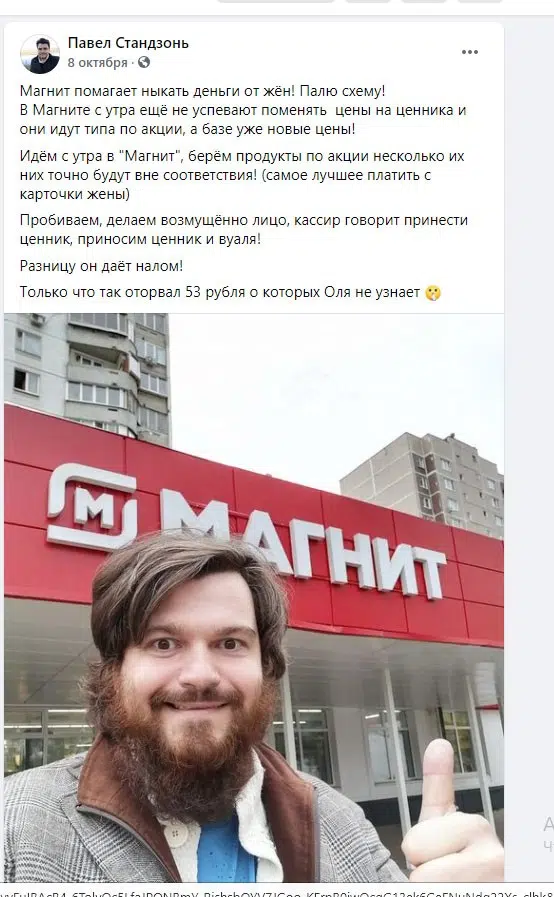 Павел Стандзонь
8 октября ·
Магнит помагает ныкать деньги от жён! Палю схему!
В Магните с утра ещё не успевают поменять цены на ценника и
они идут типа по акции, а базе уже новые цены!
Идём с утра в "Магнит", берём продукты по акции несколько их
них точно будут вне соответствия! (самое лучшее платить с
карточки жены)
Пробиваем, делаем возмущённо лицо, кассир говорит принести
ценник, приносим ценник и вуаля!
Разницу он даёт налом!
Только что так оторвал 53 рубля о которых Оля не узнает
М МАГНИТ